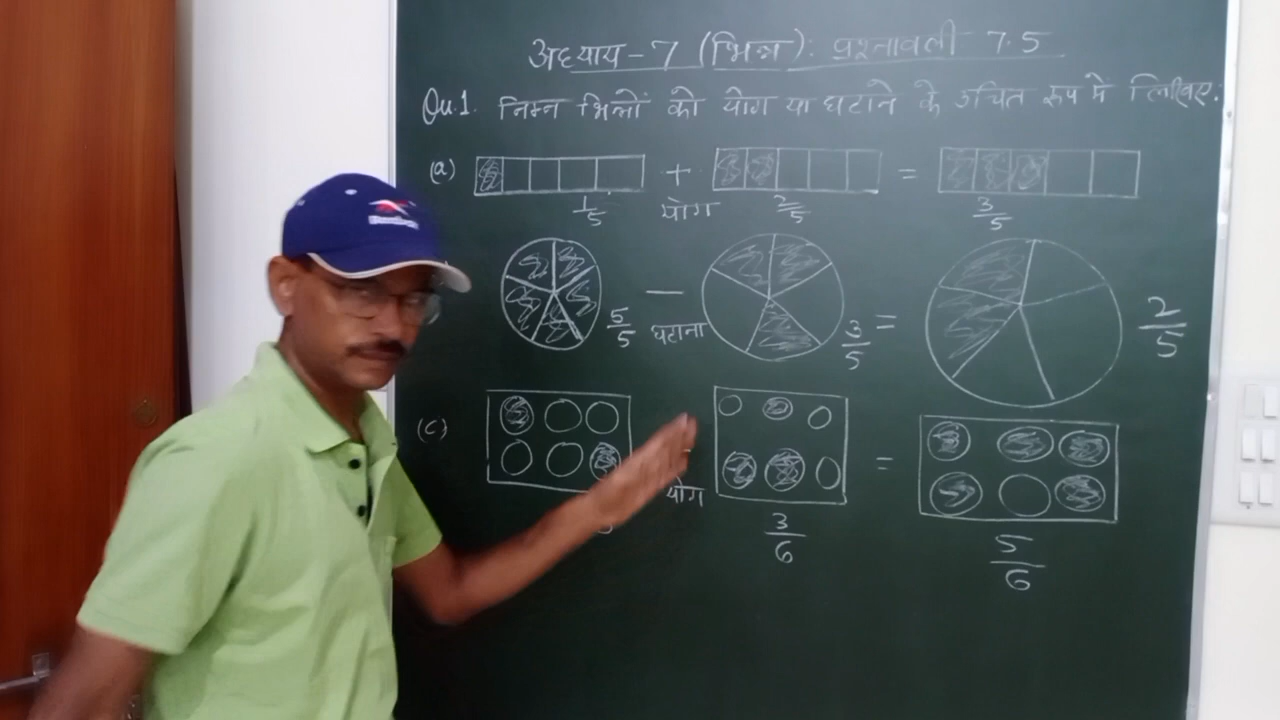 अध्याय - 7 (भिन्न): प्रश्नावली 7.5
Qu.1. निम्न भिन्नों को योग या घटाने के उचित रूप में लिखिए.
(a) + =
1/5 योग 2/5 3/5
5/5 — घटाना 3/5 = 2/5
(c) =
योग 3/6 5/6